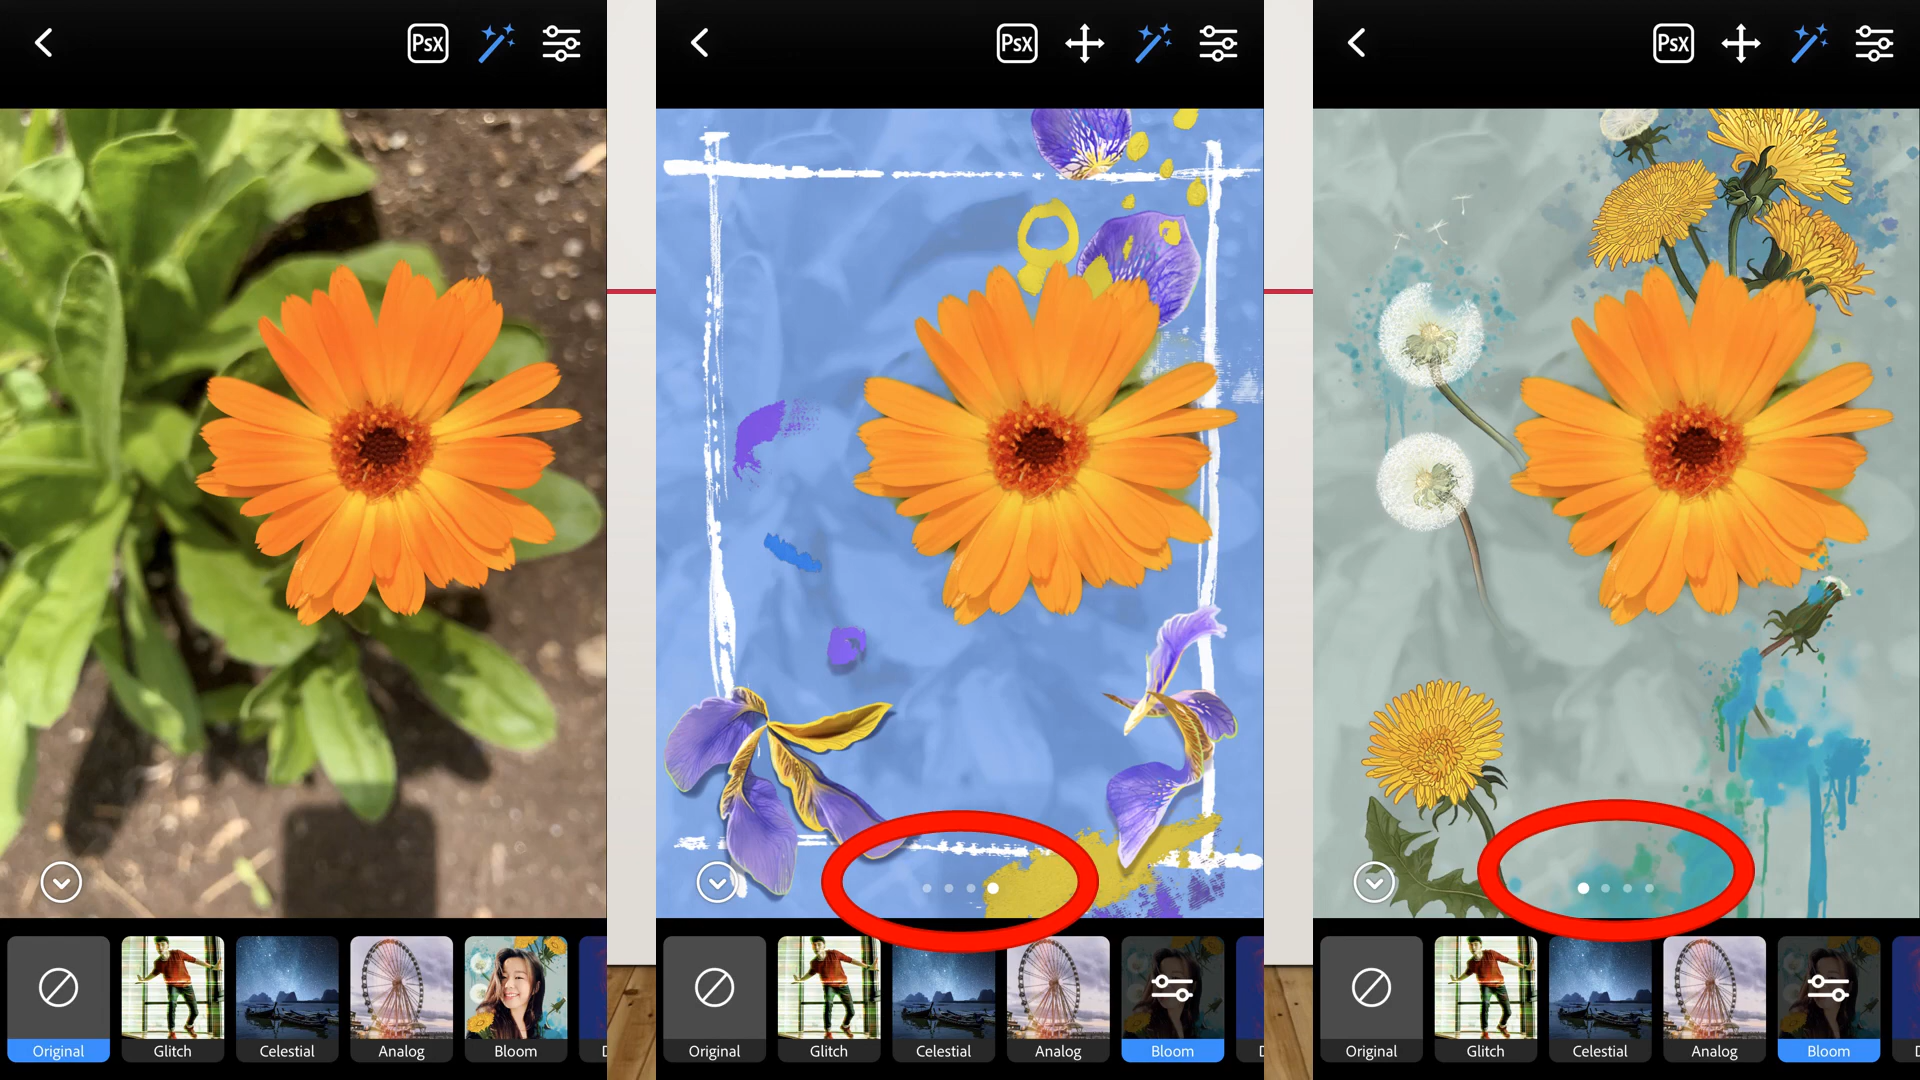 PsX
Original
Glitch
Celestial
Analog
Bloom
D
PsX
Original
Glitch
Celestial
Analog
Bloom
D
PsX
Original
Glitch
Celestial
Analog
Bloom
D